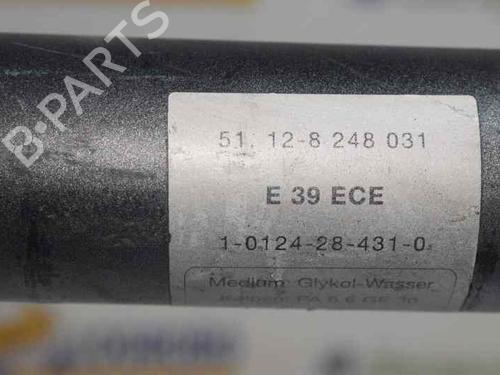 B-PARTS
51. 12-8 248 031
E 39 ECE
1-0124-28-431-0
Medium: Glykol-Wasser